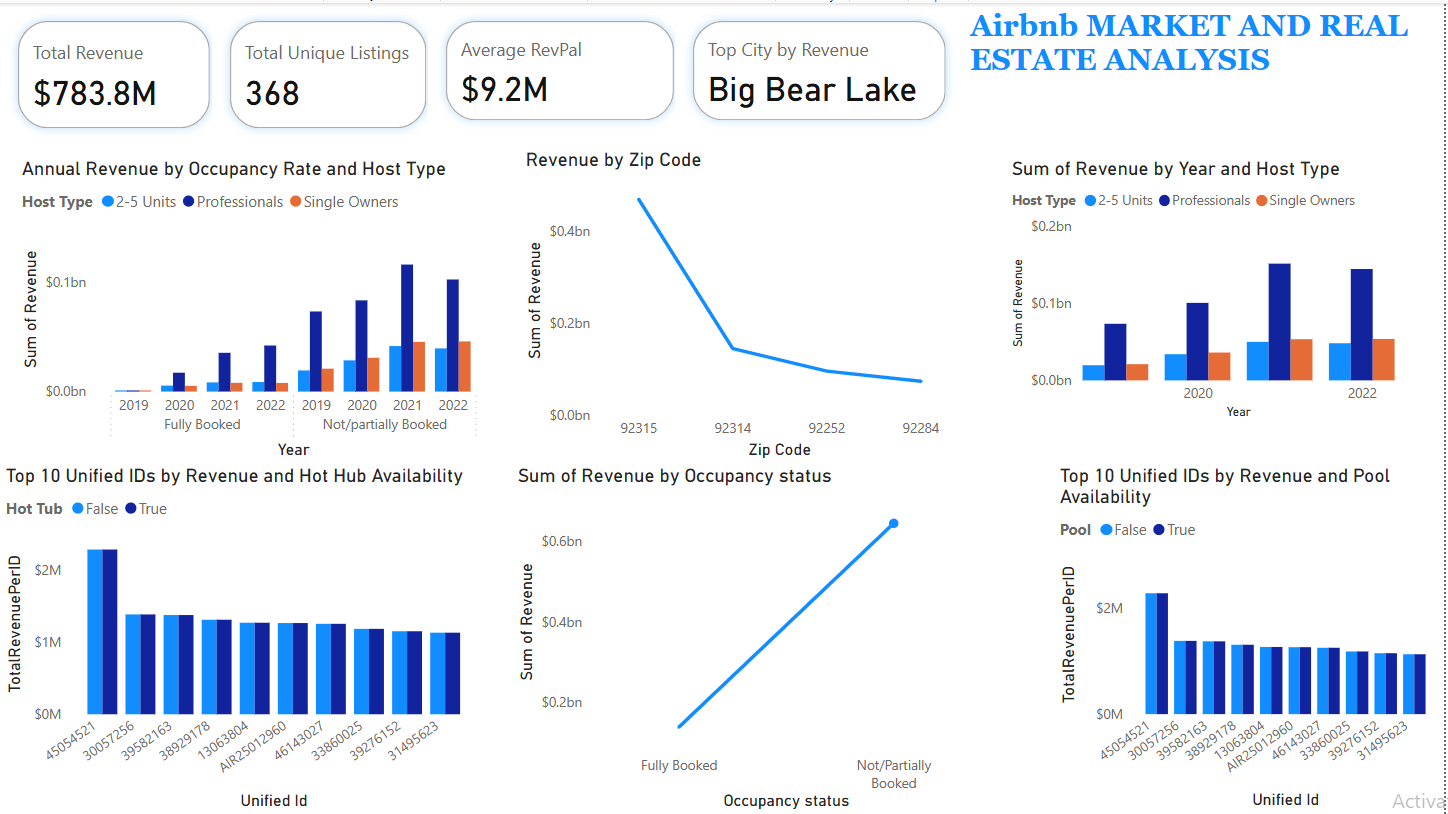 Total Revenue
$783.8M
Total Unique Listings
368
Average RevPal
$9.2M
Top City by Revenue
Big Bear Lake
Airbnb MARKET AND REAL
ESTATE ANALYSIS
Annual Revenue by Occupancy Rate and Host Type
Host Type 2-5 Units Professionals Single Owners
Sum of Revenue
$0.1bn
$0.0bn
2019 2020 2021 2022 2019 2020 2021 2022
Fully Booked Not/partially Booked
Year
Revenue by Zip Code
Sum of Revenue
$0.4bn
$0.2bn
$0.0bn
92315 92314 92252 92284
Zip Code
Sum of Revenue by Year and Host Type
Host Type 2-5 Units Professionals Single Owners
Sum of Revenue
$0.2bn
$0.1bn
$0.0bn
2020 2022
Year
Top 10 Unified IDs by Revenue and Hot Hub Availability
Hot Tub False True
TotalRevenuePerID
$2M
$1M
$0M
45054521 30057256 39582163 38929178 13063804 AIR25012960 46143027 33860025 39276152 31495623
Unified Id
Sum of Revenue by Occupancy status
Sum of Revenue
$0.6bn
$0.4bn
$0.2bn
Fully Booked Not/Partially
Booked
Occupancy status
Top 10 Unified IDs by Revenue and Pool
Availability
Pool False True
TotalRevenuePerID
$2M
$0M
45054521 30057256 39582163 38929178 13063804 AIR25012960 46143027 33860025 39276152 31495623
Unified Id
Activa